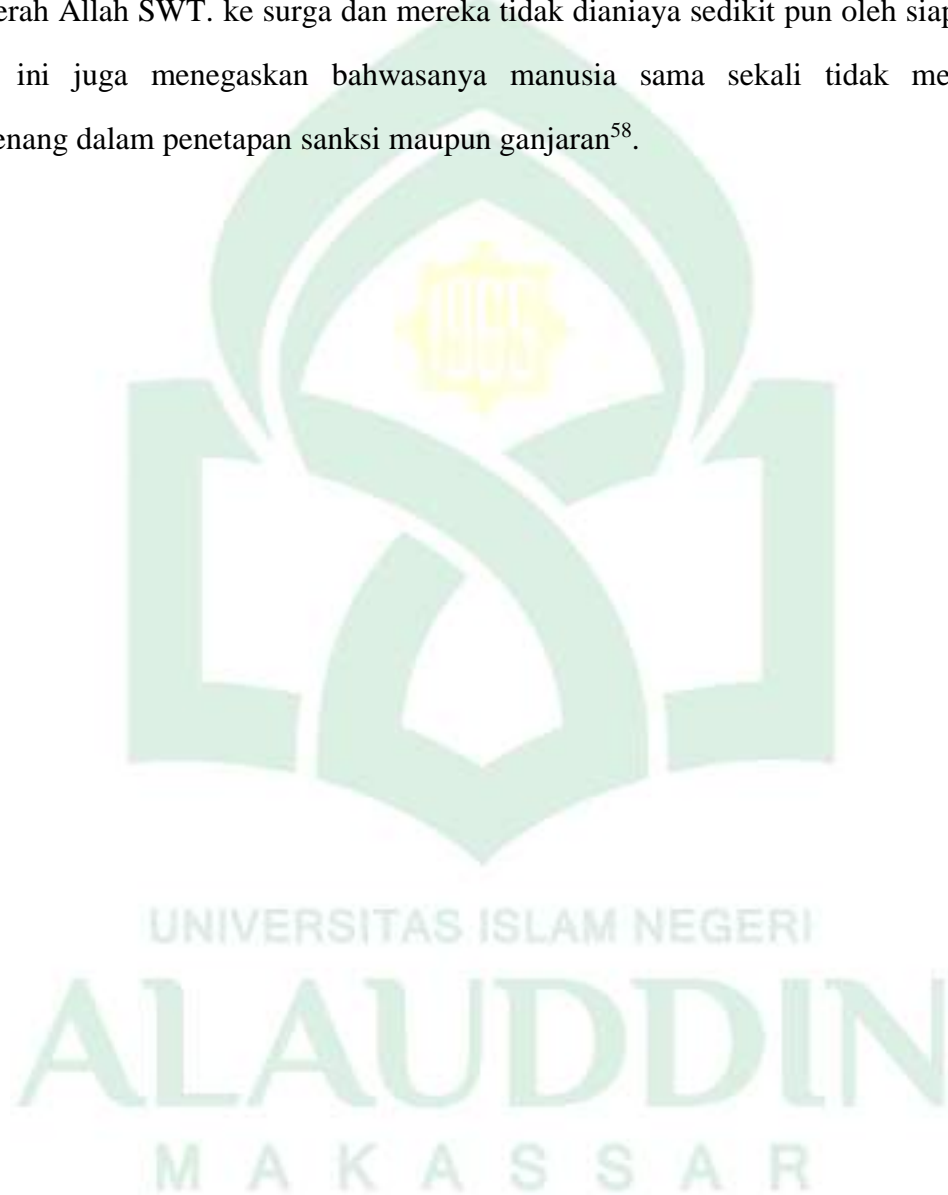 erah Allah SWT. ke surga dan mereka tidak dianiaya sedikit pun oleh siap
ini juga menegaskan bahwasanya manusia sama sekali tidak me
enang dalam penetapan sanksi maupun ganjaran58.
UNIVERSITAS ISLAM NEGERI
ALAUDDIN
MAKASSAR